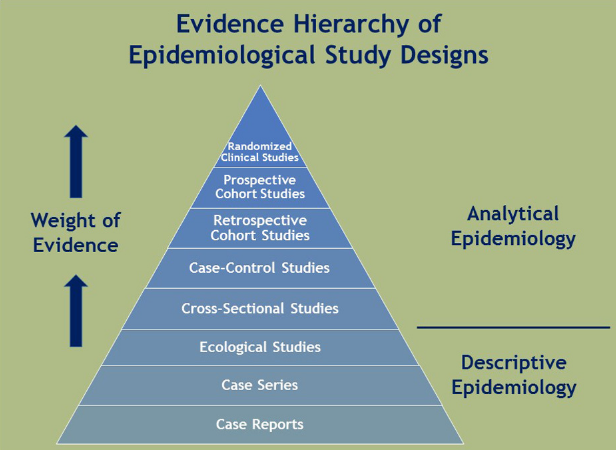 Evidence Hierarchy of
Epidemiological Study Designs
Randomized
Clinical Studies
Prospective
Cohort Studies
Retrospective
Cohort Studies
Case-Control Studies
Cross-Sectional Studies
Ecological Studies
Case Series
Case Reports
Weight of
Evidence
Analytical
Epidemiology
Descriptive
Epidemiology